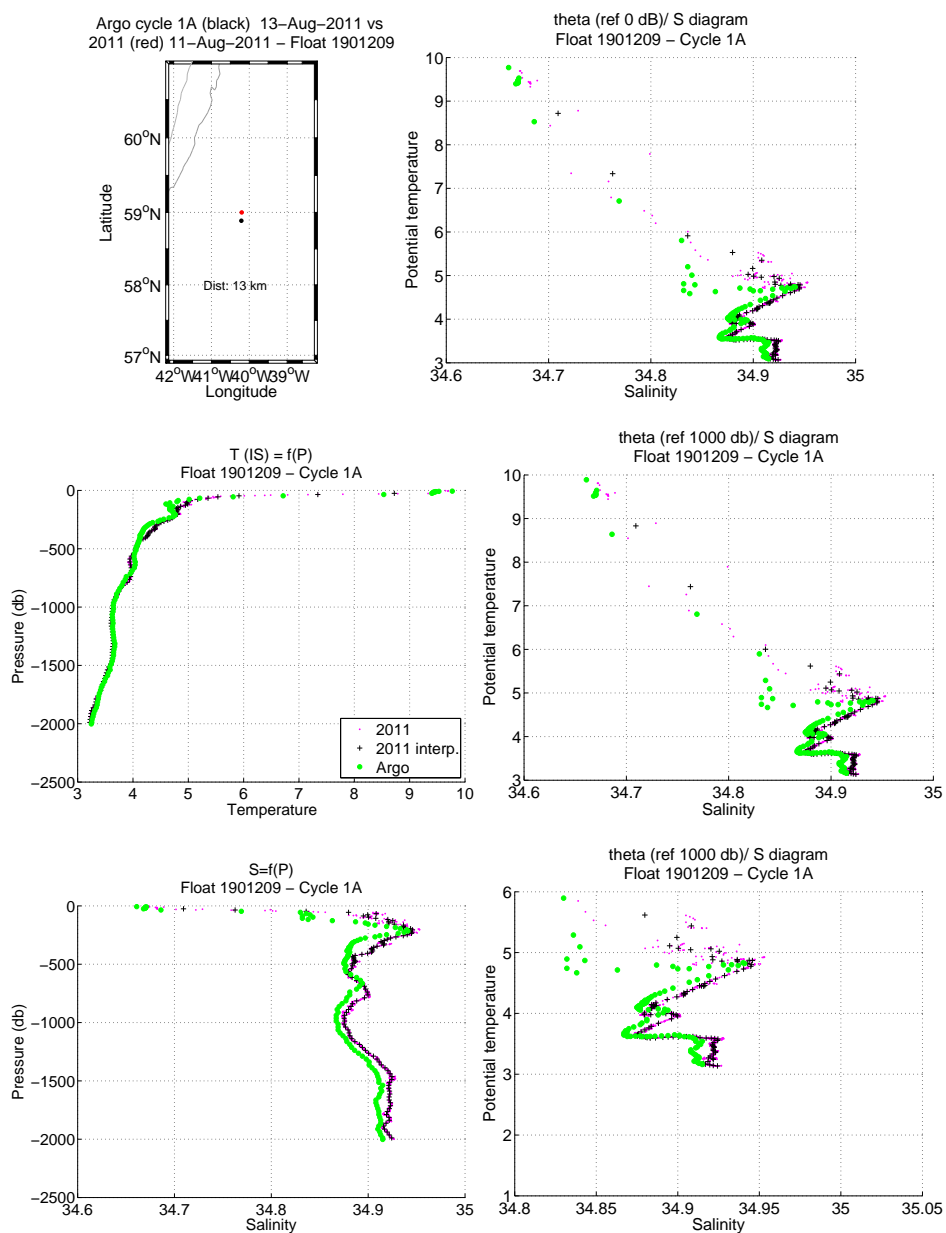 Argo cycle 1A (black)  13−Aug−2011 vs
2011 (red) 11−Aug−2011 − Float 1901209
60°N
59°N
58°N
57°N
Latitude
Dist: 13 km
42°W 41°W 40°W 39°W
Longitude
theta (ref 0 dB)/ S diagram
Float 1901209 − Cycle 1A
10
9
8
7
6
5
4
3
Potential temperature
34.6 34.7 34.8 34.9 35
Salinity
T (IS) = f(P)
Float 1901209 − Cycle 1A
0
−500
−1000
−1500
−2000
−2500
Pressure (db)
2011
2011 interp.
Argo
3 4 5 6 7 8 9 10
Temperature
theta (ref 1000 db)/ S diagram
Float 1901209 − Cycle 1A
10
9
8
7
6
5
4
3
Potential temperature
34.6 34.7 34.8 34.9 35
Salinity
S=f(P)
Float 1901209 − Cycle 1A
0
−500
−1000
−1500
−2000
−2500
Pressure (db)
34.6 34.7 34.8 34.9 35
Salinity
theta (ref 1000 db)/ S diagram
Float 1901209 − Cycle 1A
6
5
4
3
2
1
Potential temperature
34.8 34.85 34.9 34.95 35 35.05
Salinity